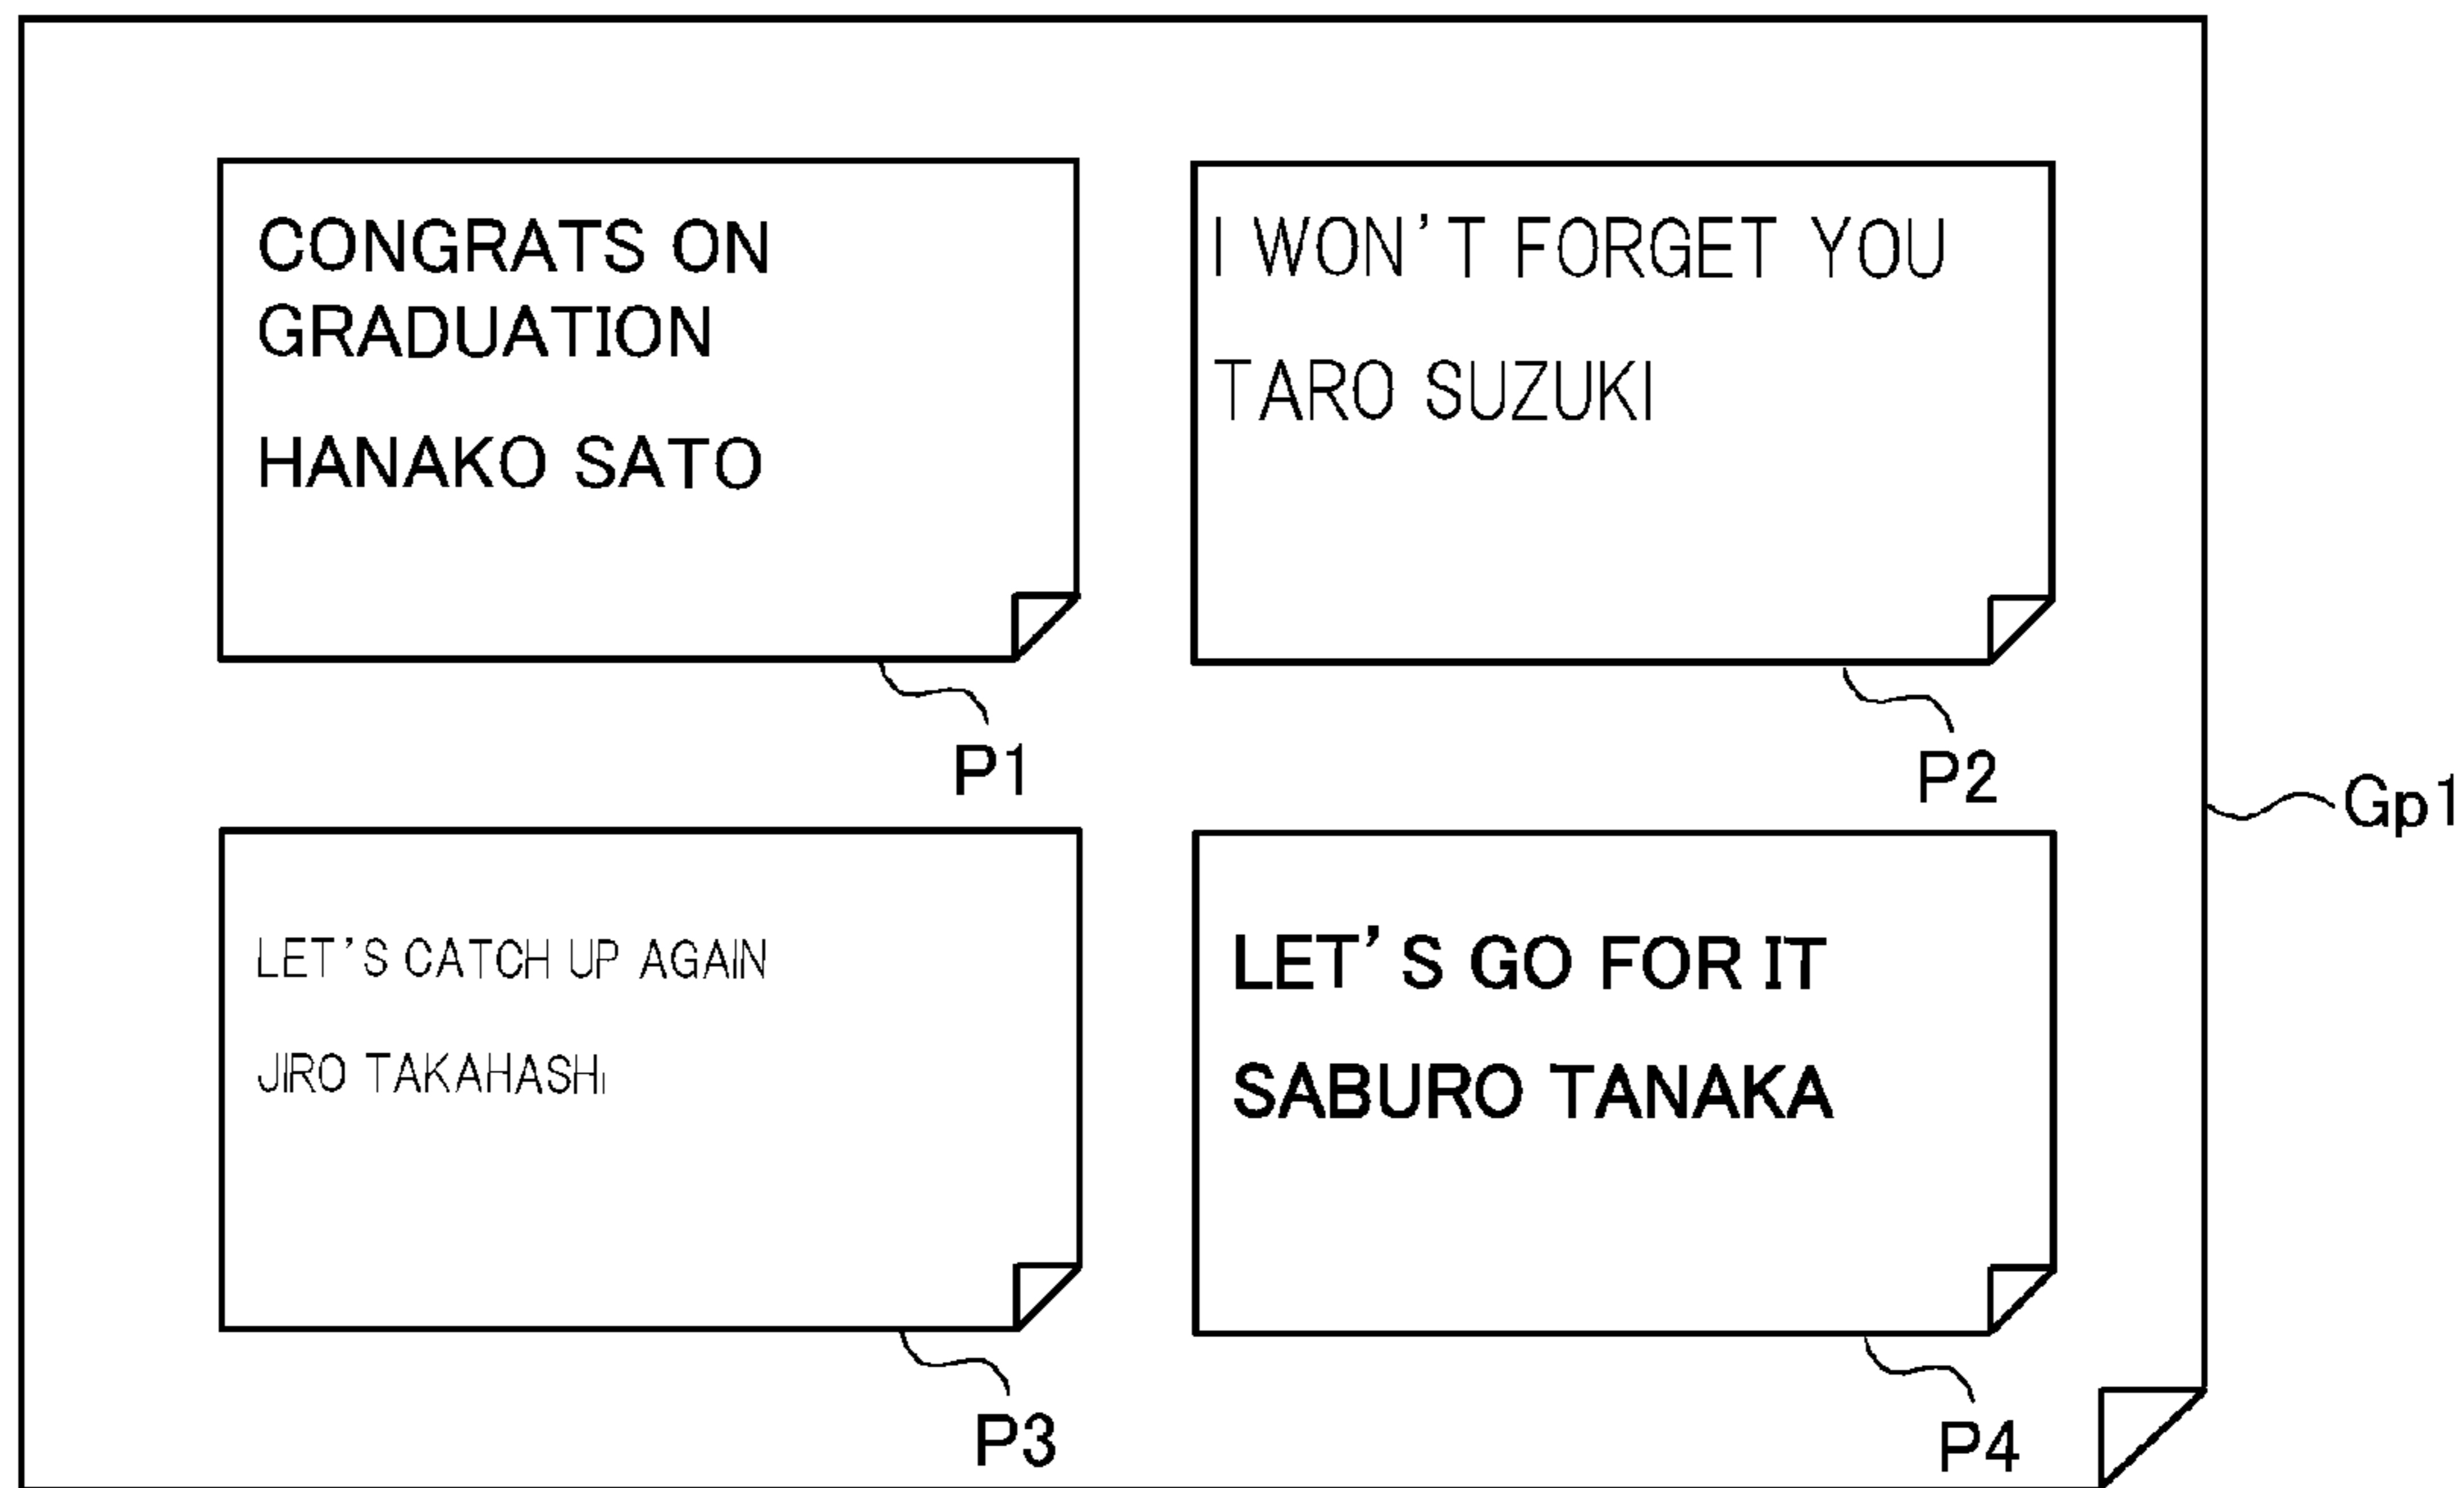 CONGRATS ON
GRADUATION
HANAKO SATO
P1
I WON'T FORGET YOU
TARO SUZUKI
P2
Gp1
LET'S CATCH UP AGAIN
JIRO TAKAHASHi
P3
LET'S GO FOR IT
SABURO TANAKA
P4